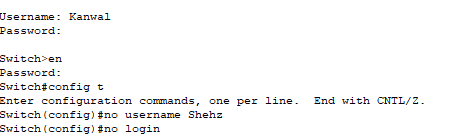 Username: Kanwal
Password:
Switch>en
Password:
Switch#config t
Enter configuration commands, one per line. End with CNTL/Z.
Switch(config)#no username Shehz
Switch(config)#no login